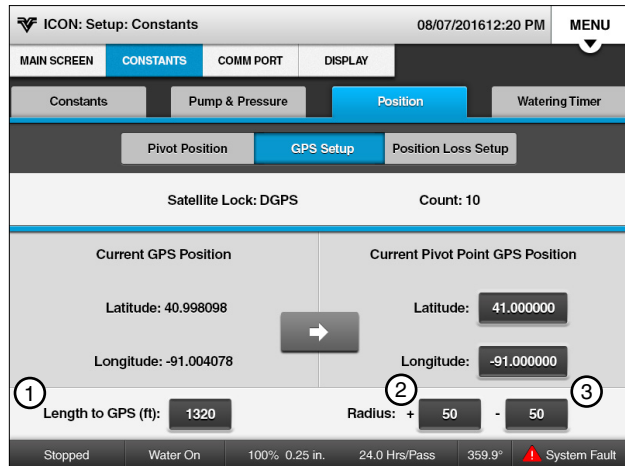 ICON: Setup: Constants 08/07/201612:20 PM MENU
MAIN SCREEN CONSTANTS COMM PORT DISPLAY
Constants Pump & Pressure Position Watering Timer
Pivot Position GPS Setup Position Loss Setup
Satellite Lock: DGPS Count: 10
Current GPS Position Current Pivot Point GPS Position
Latitude: 40.998098 Latitude: 41.000000
Longitude: -91.004078 Longitude: -91.000000
1 2 3
Length to GPS (ft): 1320 Radius: + 50 - 50
Stopped Water On 100% 0.25 in. 24.0 Hrs/Pass 359.9° System Fault